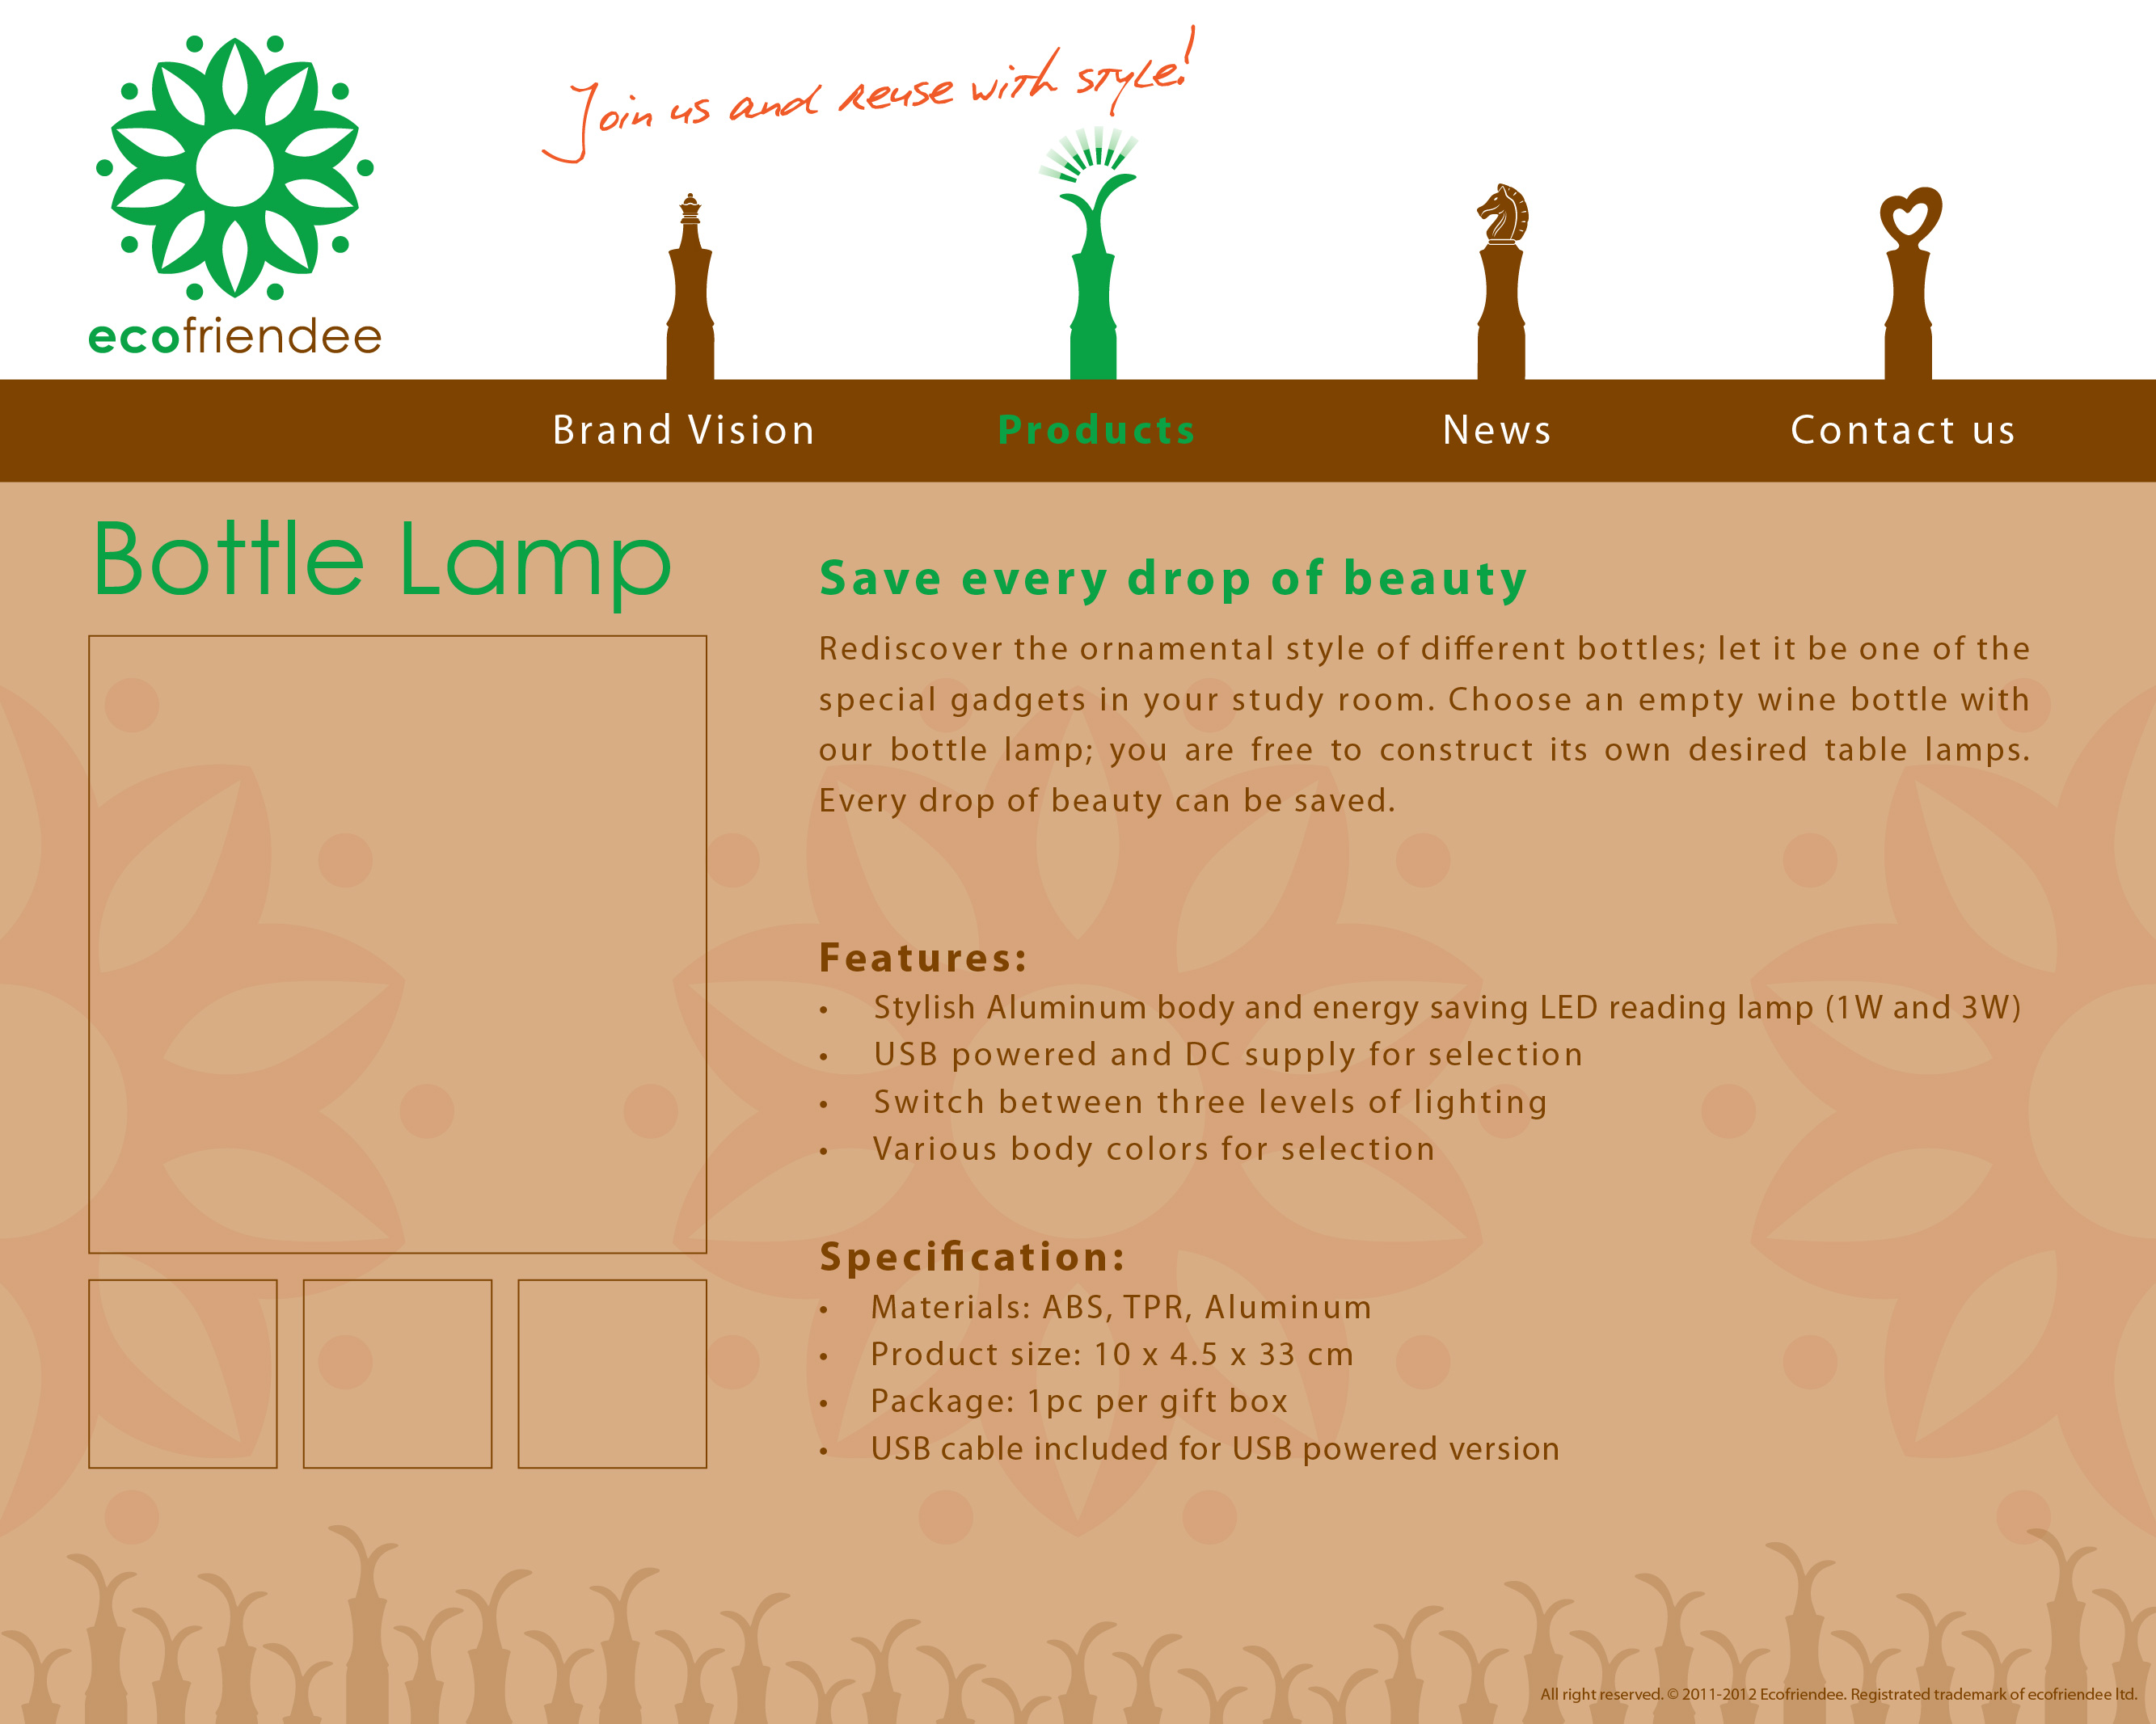 Join us and reuse with style!
ecofriendee
Brand Vision
Products
News
Contact us
Bottle Lamp
Save every drop of beauty
Rediscover the ornamental style of different bottles; let it be one of the
special gadgets in your study room. Choose an empty wine bottle with
our bottle lamp; you are free to construct its own desired table lamps.
Every drop of beauty can be saved.
Features:
• Stylish Aluminum body and energy saving LED reading lamp (1W and 3W)
• USB powered and DC supply for selection
• Switch between three levels of lighting
• Various body colors for selection
Specification:
• Materials: ABS, TPR, Aluminum
• Product size: 10 x 4.5 x 33 cm
• Package: 1pc per gift box
• USB cable included for USB powered version
All right reserved. © 2011-2012 Ecofriendee. Registrated trademark of ecofriendee ltd.